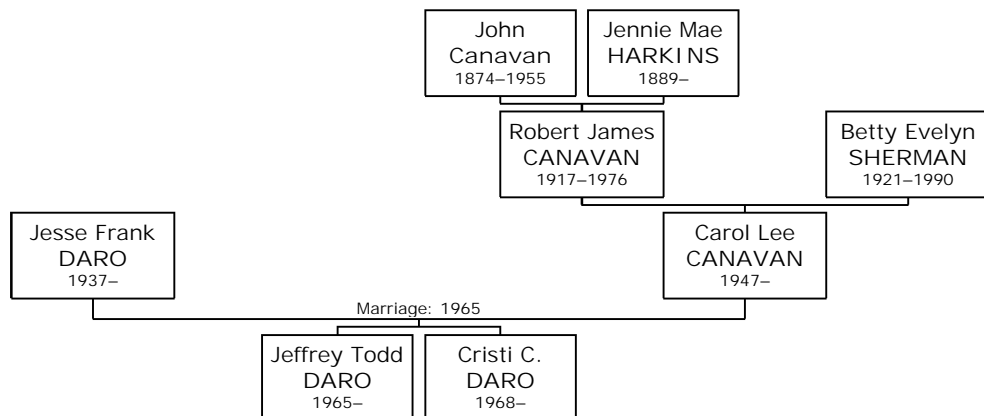 John
Canavan
1874–1955
Jennie Mae
HARKINS
1889–
Robert James
CANAVAN
1917–1976
Betty Evelyn
SHERMAN
1921–1990
Jesse Frank
DARO
1937–
Carol Lee
CANAVAN
1947–
Marriage: 1965
Jeffrey Todd
DARO
1965–
Cristi C.
DARO
1968–